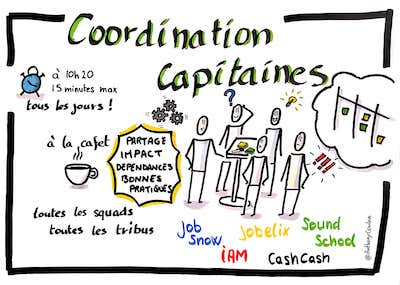 Coordination
Capitaines
à 10h20
15 minutes max
tous les jours !
?
!!!
à la cafet
PARTAGE
IMPACT
DEPENDANCES
BONNES
PRATIQUES
toutes les squads
toutes les tribus
Job
Snow
Jobelix
Sound
School
iAM
CashCash